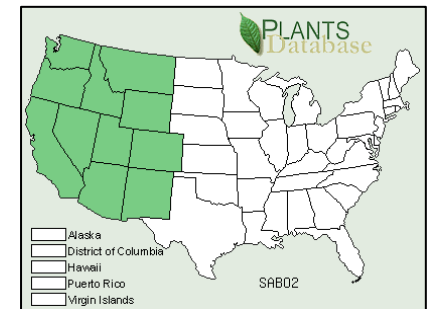 PLANTS
Database
Alaska
District of Columbia
Hawaii
Puerto Rico
Virgin Islands
SABO2